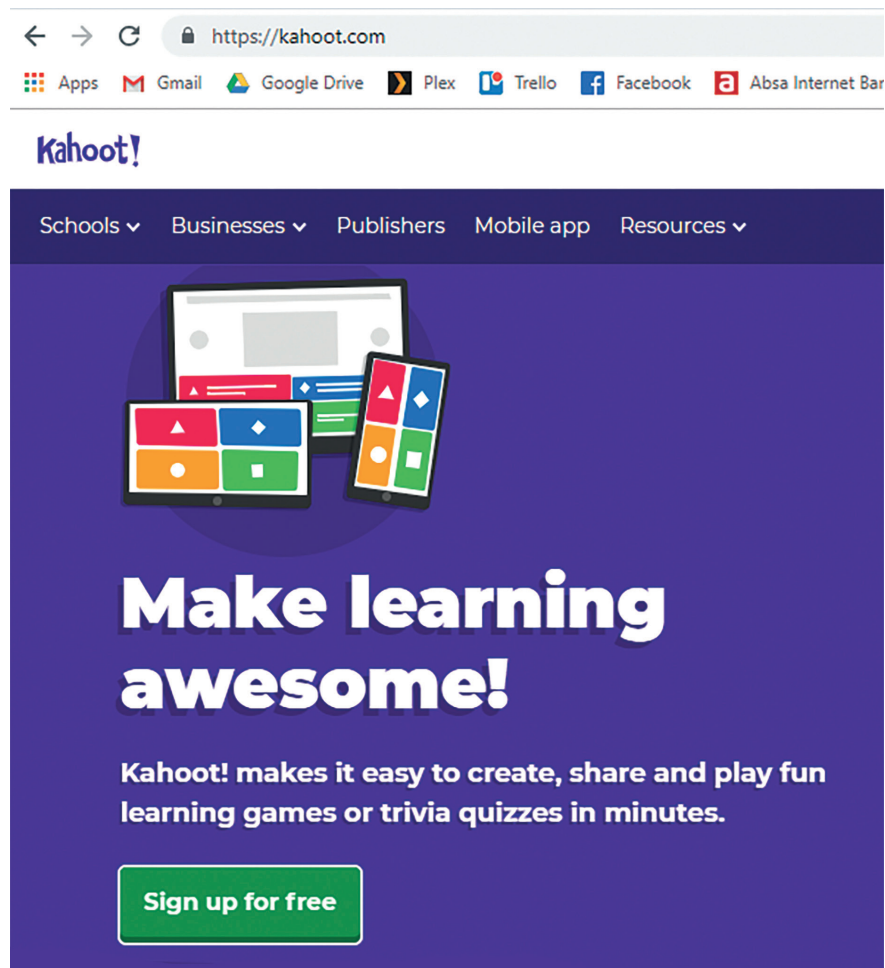 https://kahoot.com
Apps Gmail Google Drive Plex Trello Facebook Absa Internet Ban
Kahoot!
Schools Businesses Publishers Mobile app Resources
Make learning
awesome!
Kahoot! makes it easy to create, share and play fun
learning games or trivia quizzes in minutes.
Sign up for free